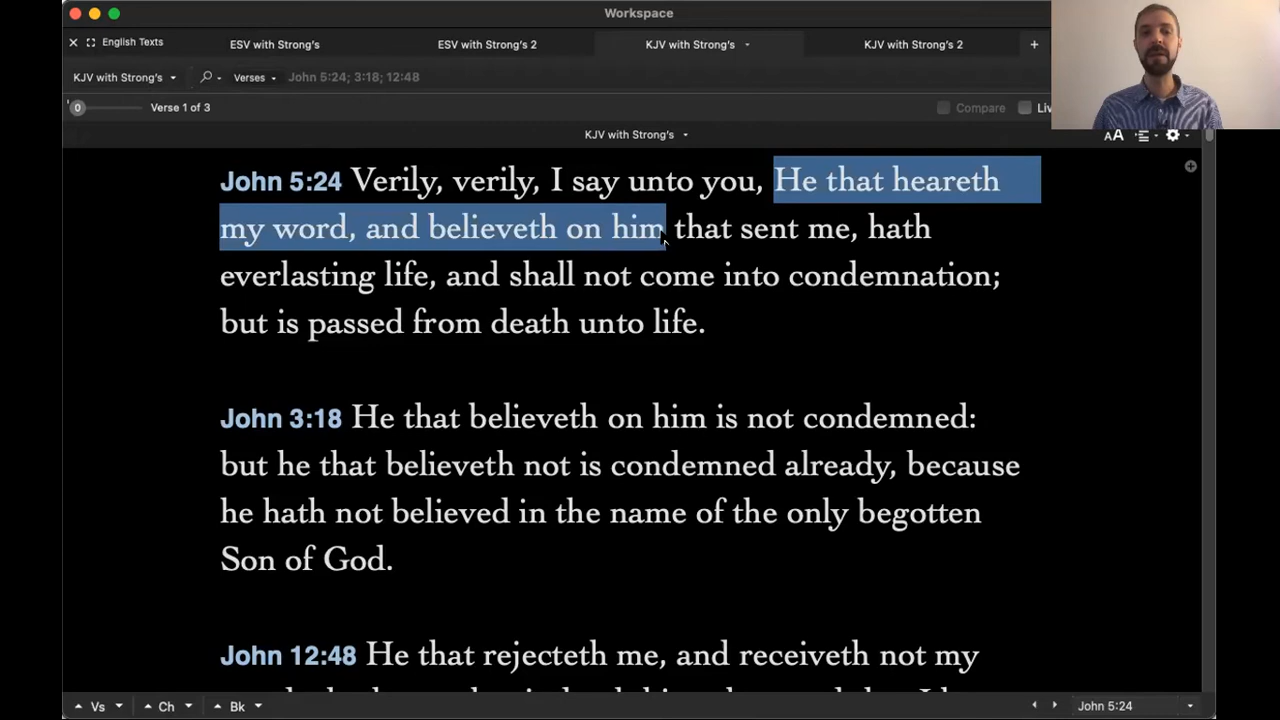 Workspace
English Texts
ESV with Strong's
ESV with Strong's 2
KJV with Strong's
KJV with Strong's 2
+
KJV with Strong's
Verses
John 5:24; 3:18; 12:48
0
Verse 1 of 3
Compare
KJV with Strong's
AA
John 5:24 Verily, verily, I say unto you, He that heareth
my word, and believeth on him that sent me, hath
everlasting life, and shall not come into condemnation;
but is passed from death unto life.
John 3:18 He that believeth on him is not condemned:
but he that believeth not is condemned already, because
he hath not believed in the name of the only begotten
Son of God.
John 12:48 He that rejecteth me, and receiveth not my
Vs
Ch
Bk
John 5:24